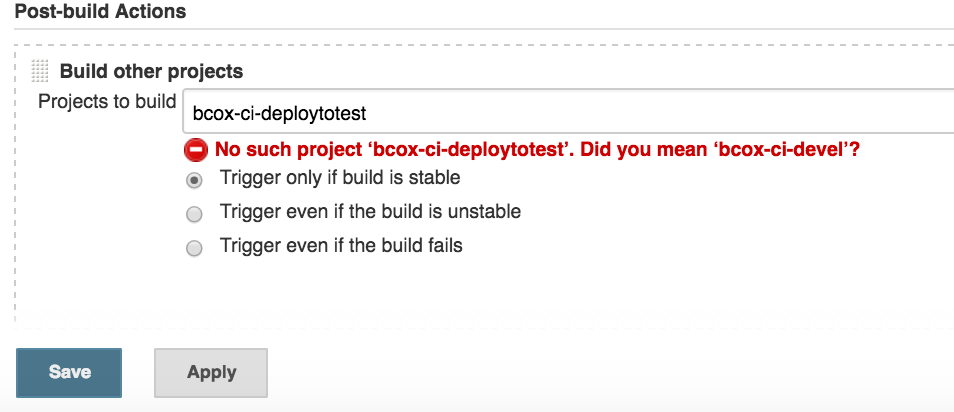 Post-build Actions
Build other projects
Projects to build
bcox-ci-deploytotest
No such project ‘bcox-ci-deploytotest’. Did you mean ‘bcox-ci-devel’?
Trigger only if build is stable
Trigger even if the build is unstable
Trigger even if the build fails
Save Apply